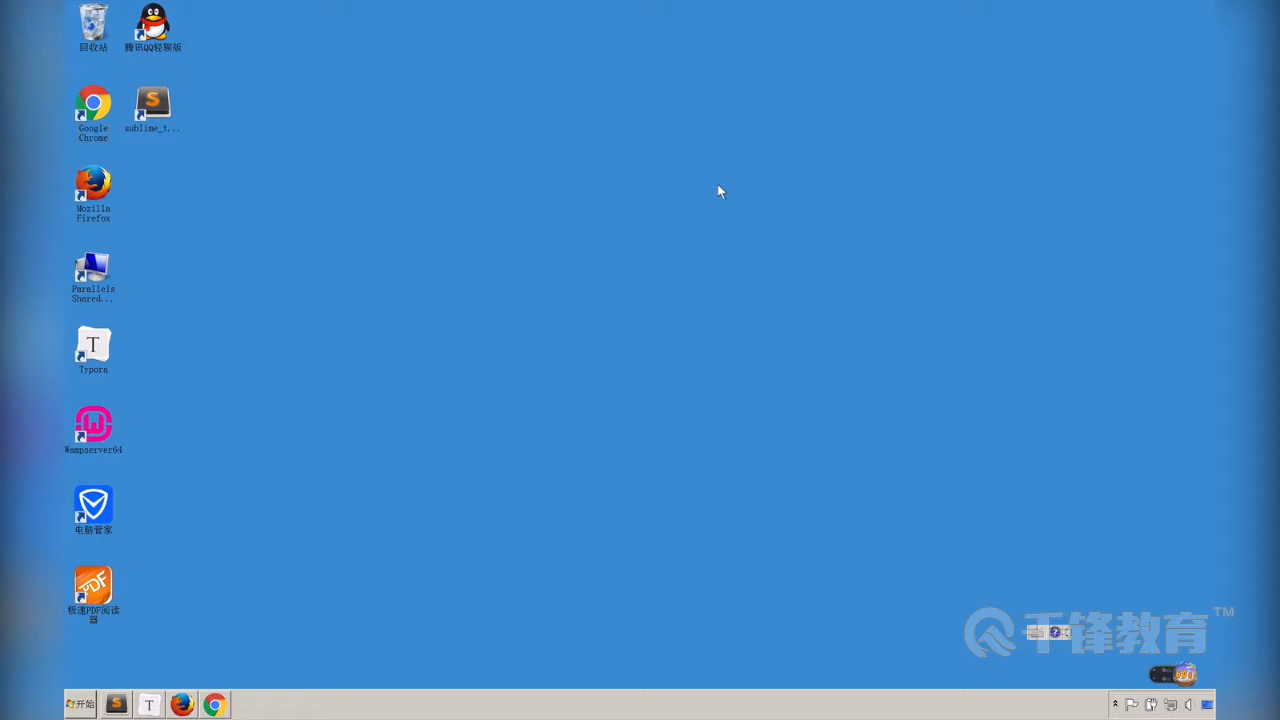 回收站
腾讯QQ轻聊版
Google
Chrome
sublime_t...
Mozilla
Firefox
Parallels
Shared...
T
Typora
Wampserver64
电脑管家
PDF
极速PDF阅读
器
千锋教育™
开始